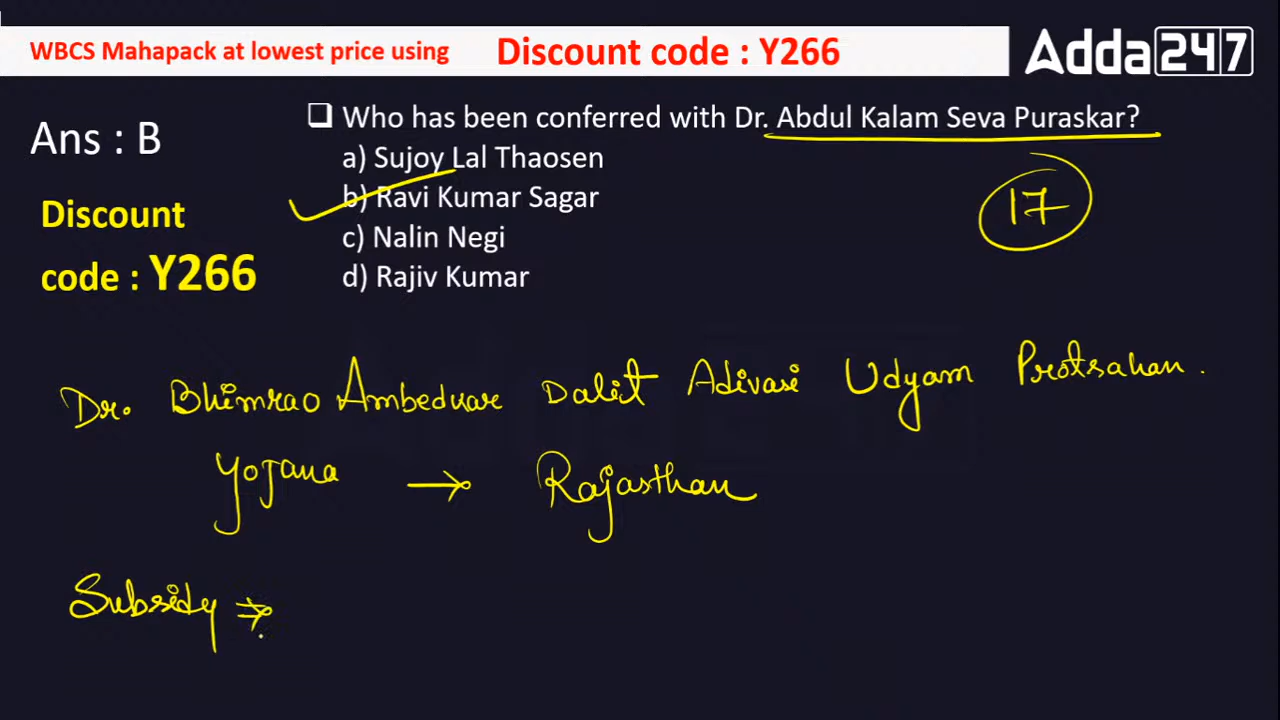 WBCS Mahapack at lowest price using Discount code : Y266
Adda247
Ans : B
Discount
code : Y266
❑ Who has been conferred with Dr. Abdul Kalam Seva Puraskar?
a) Sujoy Lal Thaosen
b) Ravi Kumar Sagar
c) Nalin Negi
d) Rajiv Kumar
17
Dr. Bhimrao Ambedkar Dalit Adivasi Udyam Protsahan.
Yojana → Rajasthan
Subsidy →